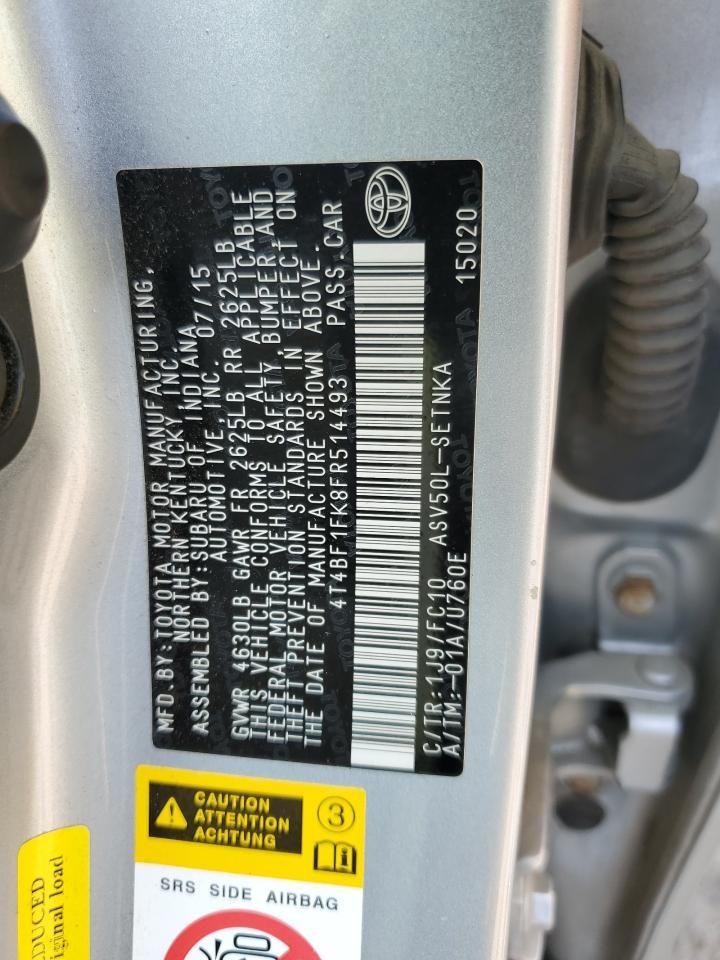 MFD.BY:TOYOTA MOTOR MANUFACTURING,
NORTHERN KENTUCKY, INC.
ASSEMBLED BY:SUBARU OF INDIANA
AUTOMOTIVE,INC. 07/15
GVWR 4630LB GAWR FR 2625LB RR 2625LB
THIS VEHICLE CONFORMS TO ALL APPLICABLE
FEDERAL MOTOR VEHICLE SAFETY,BUMPER,AND
THEFT PREVENTION STANDARDS IN EFFECT ON
THE DATE OF MANUFACTURE SHOWN ABOVE.
4T4BF1FK8FR514493 PASS.CAR
C/TR:1J9/FC10 ASV50L-SETNKA
A/TM:-01A/U760E 15020
CAUTION
ATTENTION
ACHTUNG
3
SRS SIDE AIRBAG
DUCED
iginal load